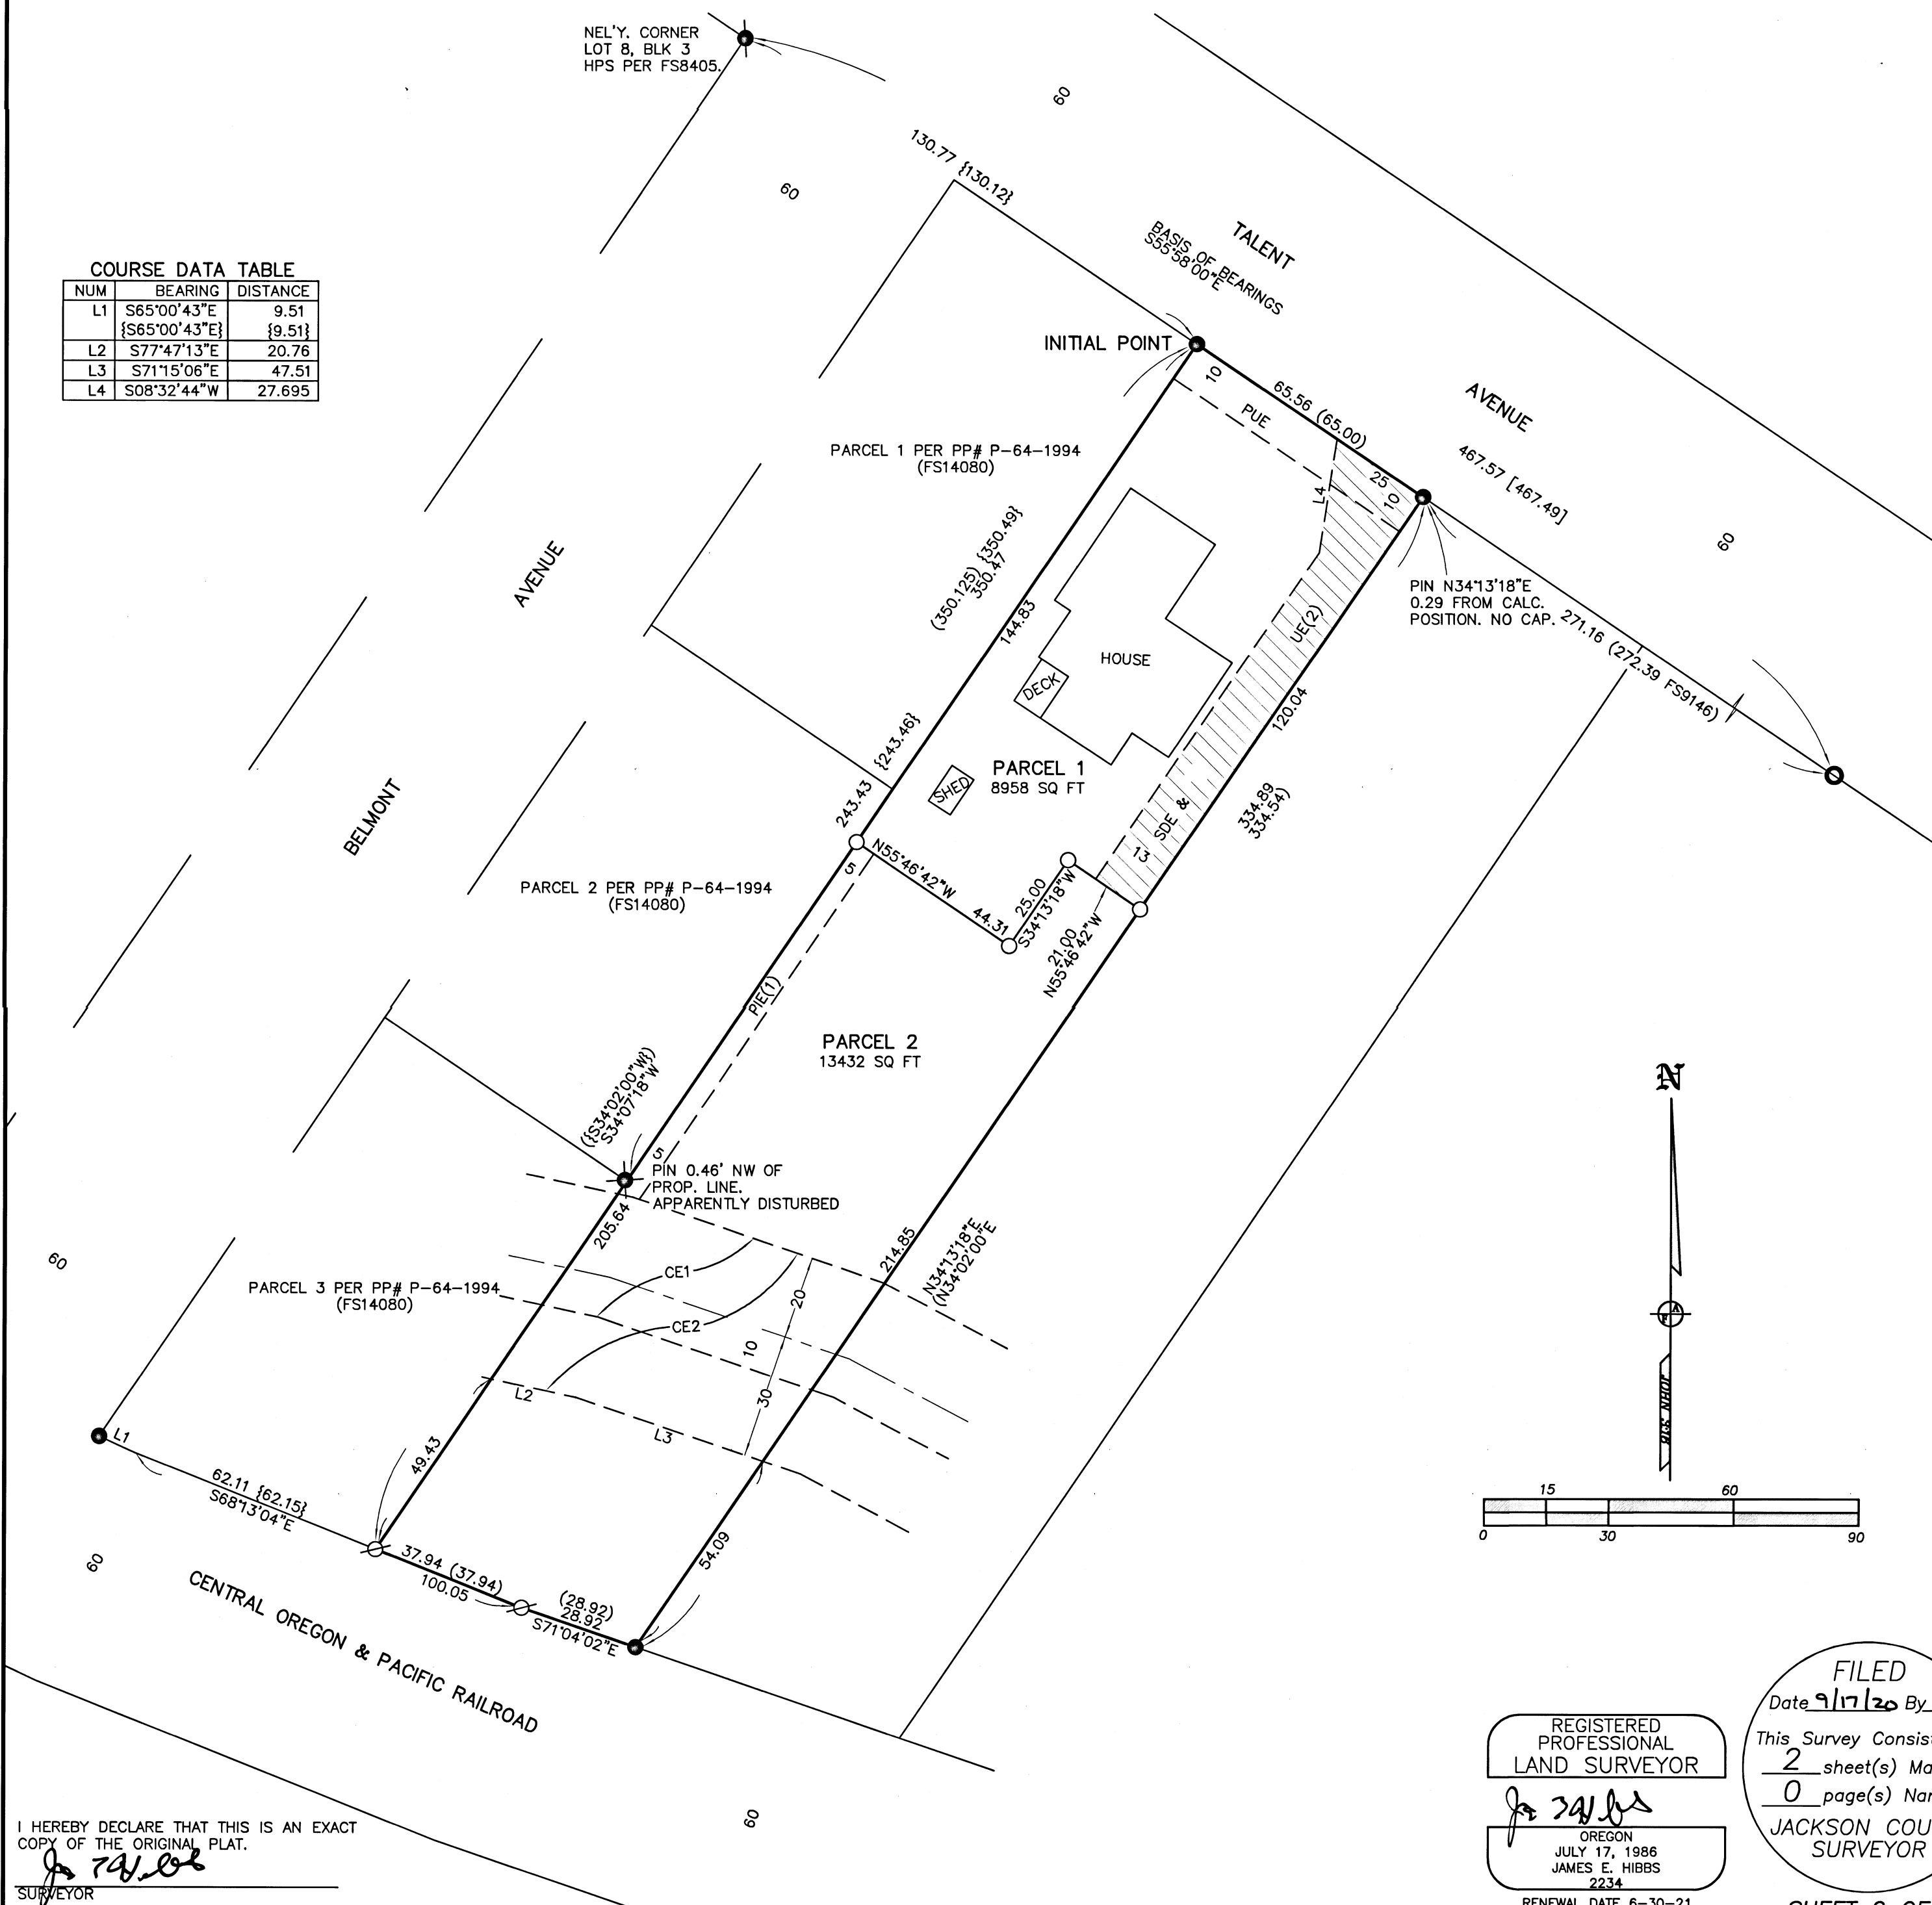 NEL'Y. CORNER
LOT 8, BLK 3
HPS PER FS8405.
60
60
130.77 {130.12}
TALENT
BASIS OF BEARINGS
S55°58'00"E
COURSE DATA TABLE
NUM BEARING DISTANCE
L1 S65°00'43"E 9.51
{S65°00'43"E} {9.51}
L2 S77°47'13"E 20.76
L3 S71°15'06"E 47.51
L4 S08°32'44"W 27.695
INITIAL POINT
10
65.56 (65.00)
PUE
AVENUE
467.57 [467.49]
60
PARCEL 1 PER PP# P-64-1994
(FS14080)
25
10
L4
(350.125) {350.49}
350.47
144.83
AVENUE
PIN N34°13'18"E
0.29 FROM CALC.
POSITION. NO CAP.
271.16 (272.39 FS9146)
UE(2)
HOUSE
DECK
120.04
243.43 {243.46}
SHED
PARCEL 1
8958 SQ FT
SDE &
13
334.89
334.54)
BELMONT
PARCEL 2 PER PP# P-64-1994
(FS14080)
5
N55°46'42"W
44.31
25.00
S34°13'18"W
21.00
N55°46'42"W
PIE(1)
PARCEL 2
13432 SQ FT
({S34°02'00"W})
S34°07'18"W
N
5
PIN 0.46' NW OF
PROP. LINE.
APPARENTLY DISTURBED
205.64
214.85
N34°13'18"E
(N34°02'00"E
60
CE1
PARCEL 3 PER PP# P-64-1994
(FS14080)
20
CE2
10
30
L2
L3
L1
49.43
62.11 {62.15}
S68°13'04"E
60
37.94 (37.94)
100.05
(28.92)
28.92
S71°04'02"E
54.09
15 60
0 30 90
CENTRAL OREGON & PACIFIC RAILROAD
60
REGISTERED
PROFESSIONAL
LAND SURVEYOR
OREGON
JULY 17, 1986
JAMES E. HIBBS
2234
RENEWAL DATE 6-30-21
FILED
Date 9/17/20 By
This Survey Consist
2 sheet(s) Ma
0 page(s) Nar
JACKSON COU
SURVEYOR
I HEREBY DECLARE THAT THIS IS AN EXACT
COPY OF THE ORIGINAL PLAT.
SURVEYOR